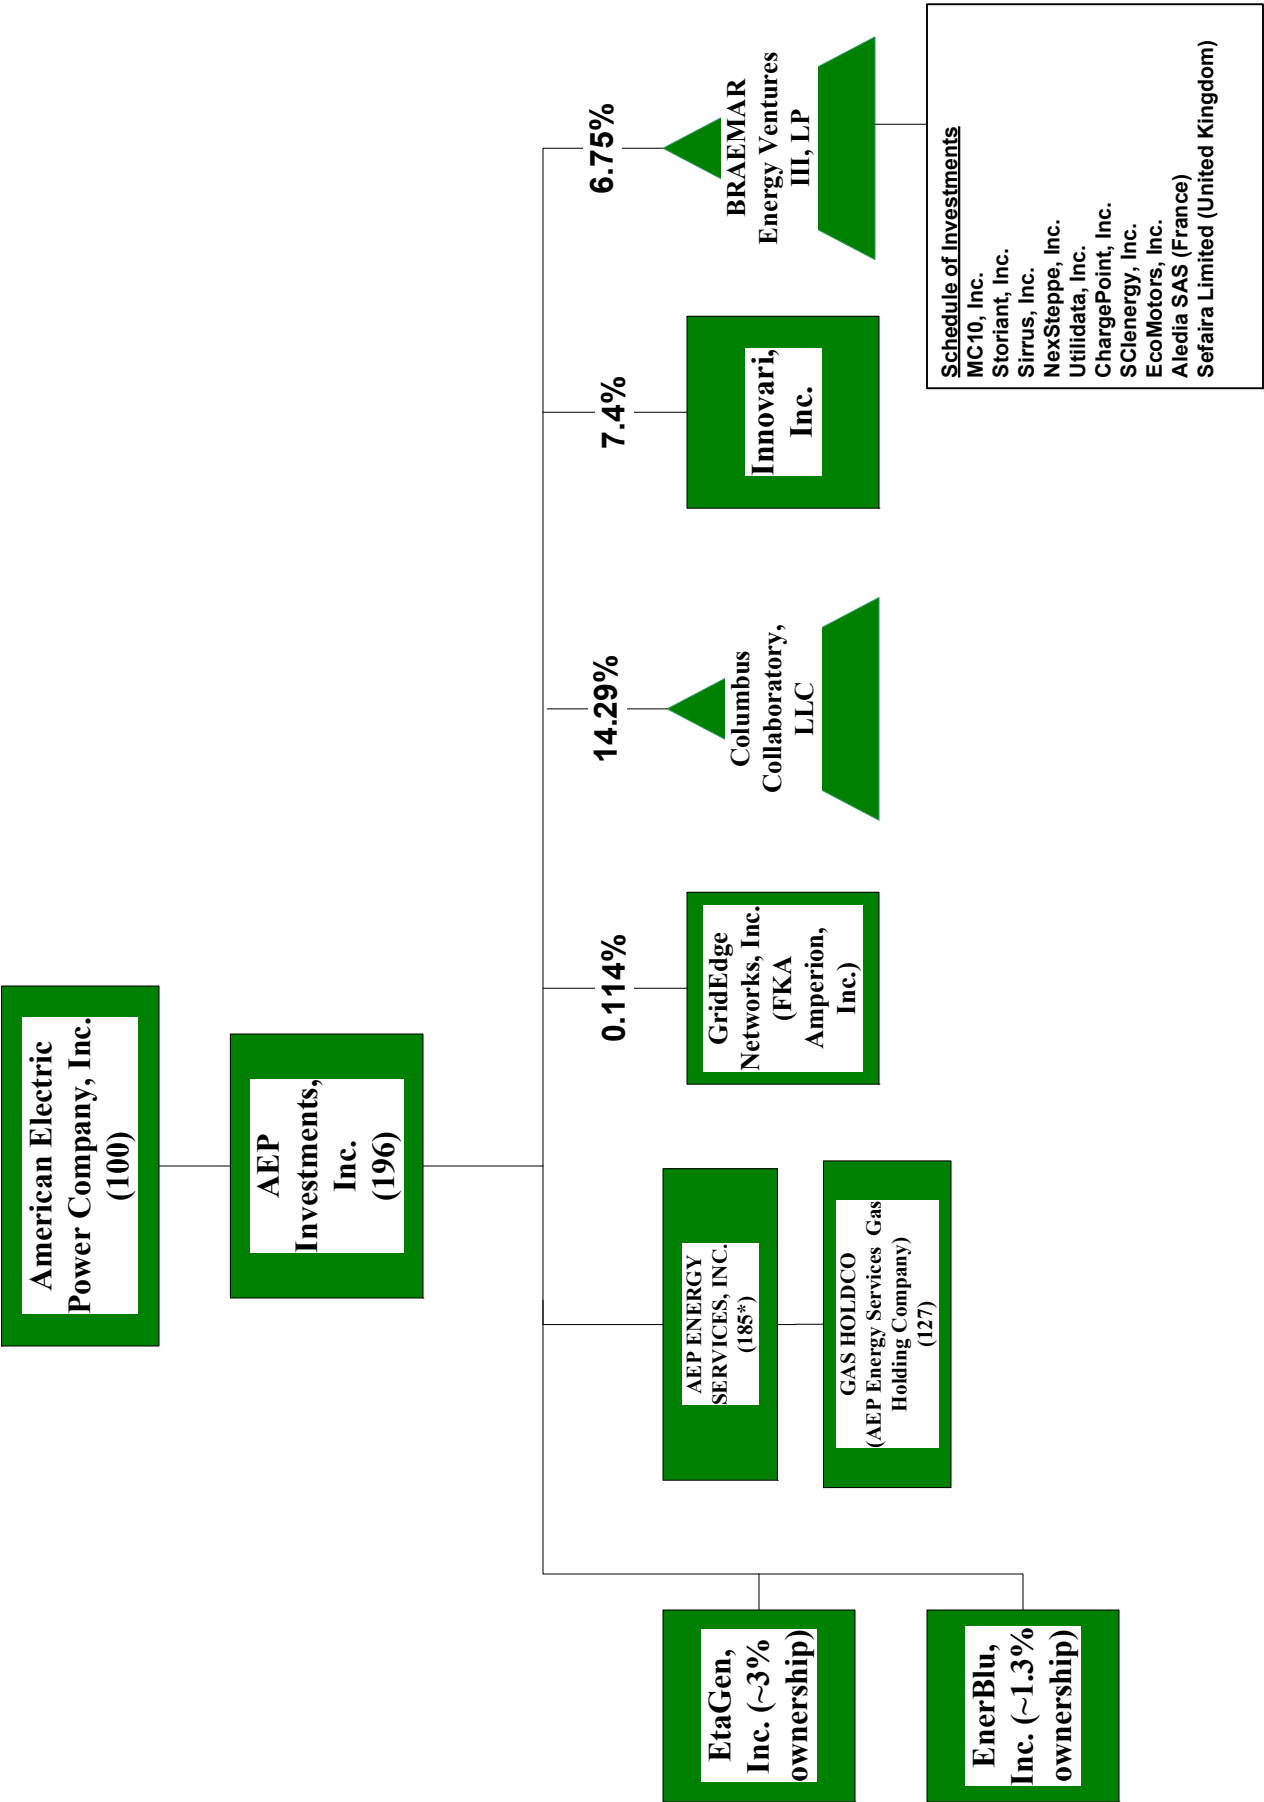 American Electric
Power Company, Inc.
(100)
AEP
Investments,
Inc.
(196)
EtaGen,
Inc. (~3%
ownership)
EnerBlu,
Inc. (~1.3%
ownership)
AEP ENERGY
SERVICES, INC.
(185*)
GAS HOLDCO
(AEP Energy Services Gas
Holding Company)
(127)
0.114%
GridEdge
Networks, Inc.
(FKA
Amperion,
Inc.)
14.29%
Columbus
Collaboratory,
LLC
7.4%
Innovari,
Inc.
6.75%
BRAEMAR
Energy Ventures
III, LP
Schedule of Investments
MC10, Inc.
Storiant, Inc.
Sirrus, Inc.
NexSteppe, Inc.
Utilidata, Inc.
ChargePoint, Inc.
SCIenergy, Inc.
EcoMotors, Inc.
Aledia SAS (France)
Sefaira Limited (United Kingdom)